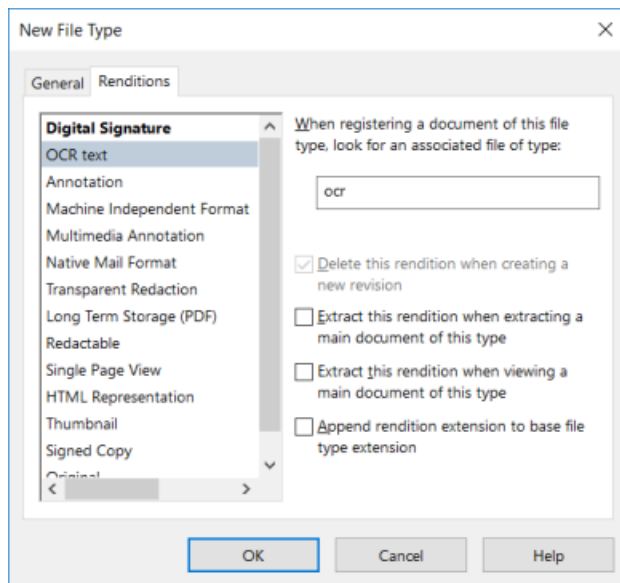 New File Type
General Renditions
Digital Signature
OCR text
Annotation
Machine Independent Format
Multimedia Annotation
Native Mail Format
Transparent Redaction
Long Term Storage (PDF)
Redactable
Single Page View
HTML Representation
Thumbnail
Signed Copy
Original
When registering a document of this file
type, look for an associated file of type:
ocr
Delete this rendition when creating a
new revision
Extract this rendition when extracting a
main document of this type
Extract this rendition when viewing a
main document of this type
Append rendition extension to base file
type extension
OK Cancel Help